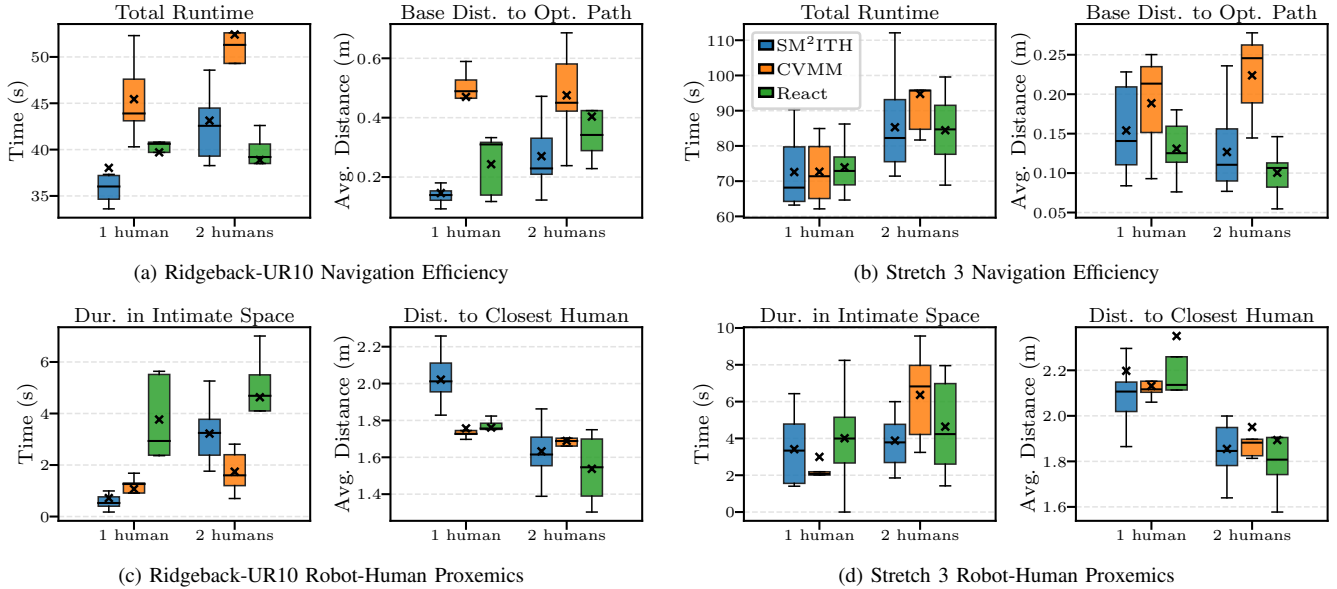 Total Runtime
Time (s)
50
45
40
35
1 human 2 humans
Base Dist. to Opt. Path
Avg. Distance (m)
0.6
0.4
0.2
1 human 2 humans
(a) Ridgeback-UR10 Navigation Efficiency
Total Runtime
Time (s)
110
100
90
80
70
60
SM²ITH
CVMM
React
1 human 2 humans
Base Dist. to Opt. Path
Avg. Distance (m)
0.25
0.20
0.15
0.10
0.05
1 human 2 humans
(b) Stretch 3 Navigation Efficiency
Dur. in Intimate Space
Time (s)
6
4
2
0
1 human 2 humans
Dist. to Closest Human
Avg. Distance (m)
2.2
2.0
1.8
1.6
1.4
1 human 2 humans
(c) Ridgeback-UR10 Robot-Human Proxemics
Dur. in Intimate Space
Time (s)
10
8
6
4
2
0
1 human 2 humans
Dist. to Closest Human
Avg. Distance (m)
2.2
2.0
1.8
1.6
1 human 2 humans
(d) Stretch 3 Robot-Human Proxemics